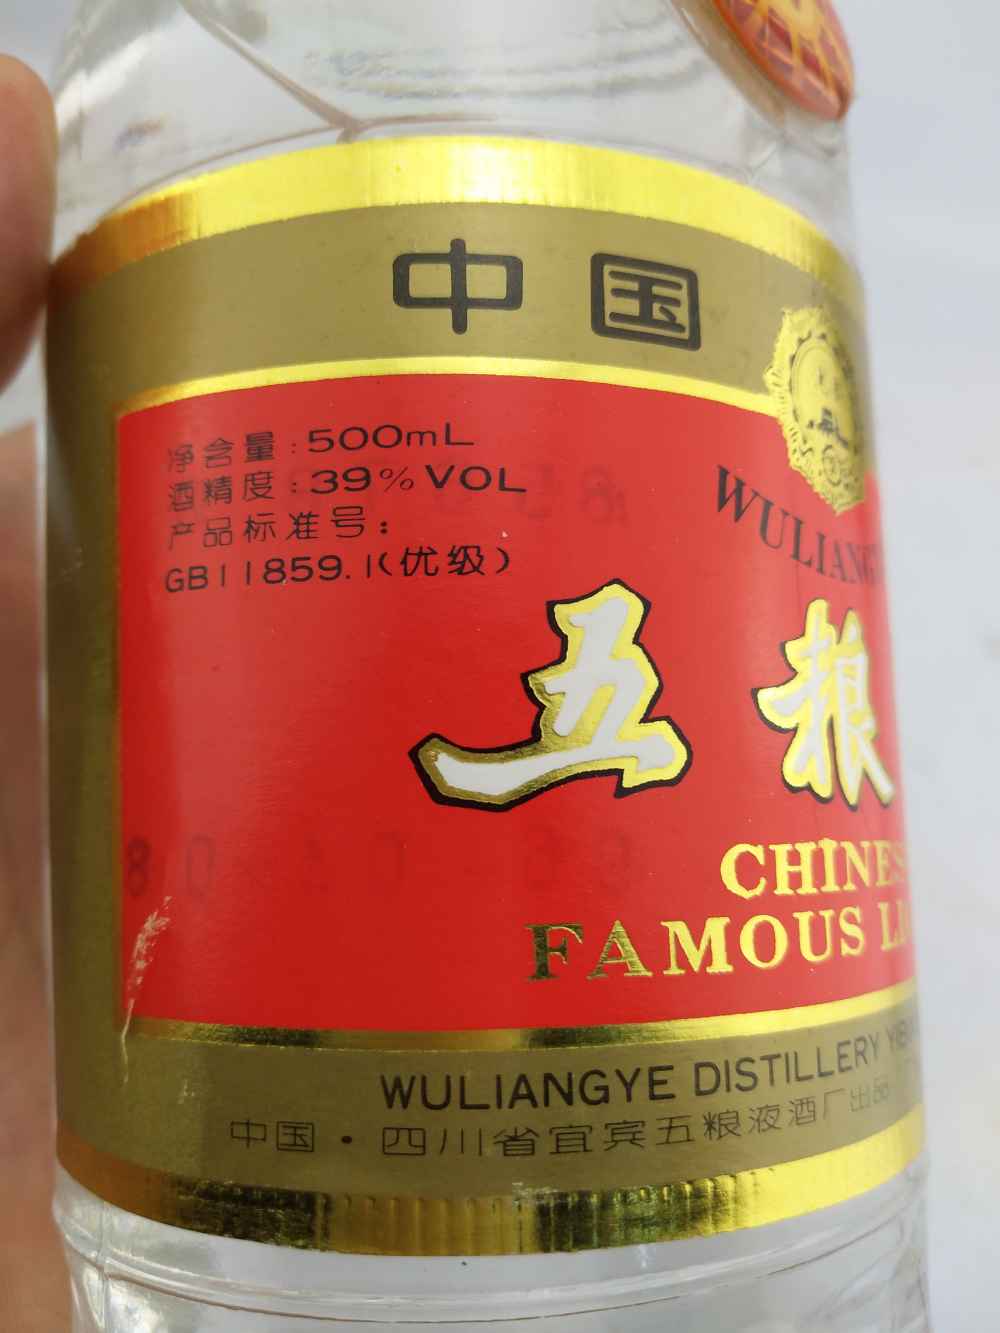 中国
净含量:500mL
酒精度:39%VOL
产品标准号:
GB11859.1(优级)
五粮
FAMOUS
WULIANGYE DISTILLERY
中国·四川省宜宾五粮液酒厂出品